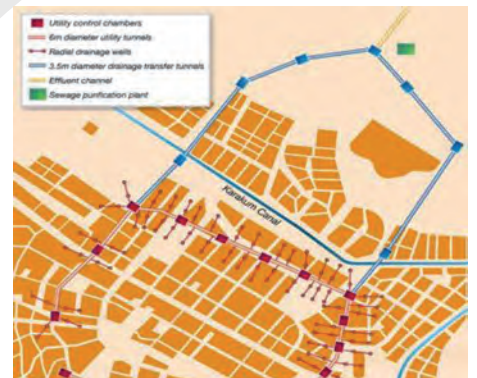 Utility control chambers
6m diameter utility tunnels
Radial drainage wells
3.5m diameter drainage transfer tunnels
Effluent channel
Sewage purification plant
Karakum Canal